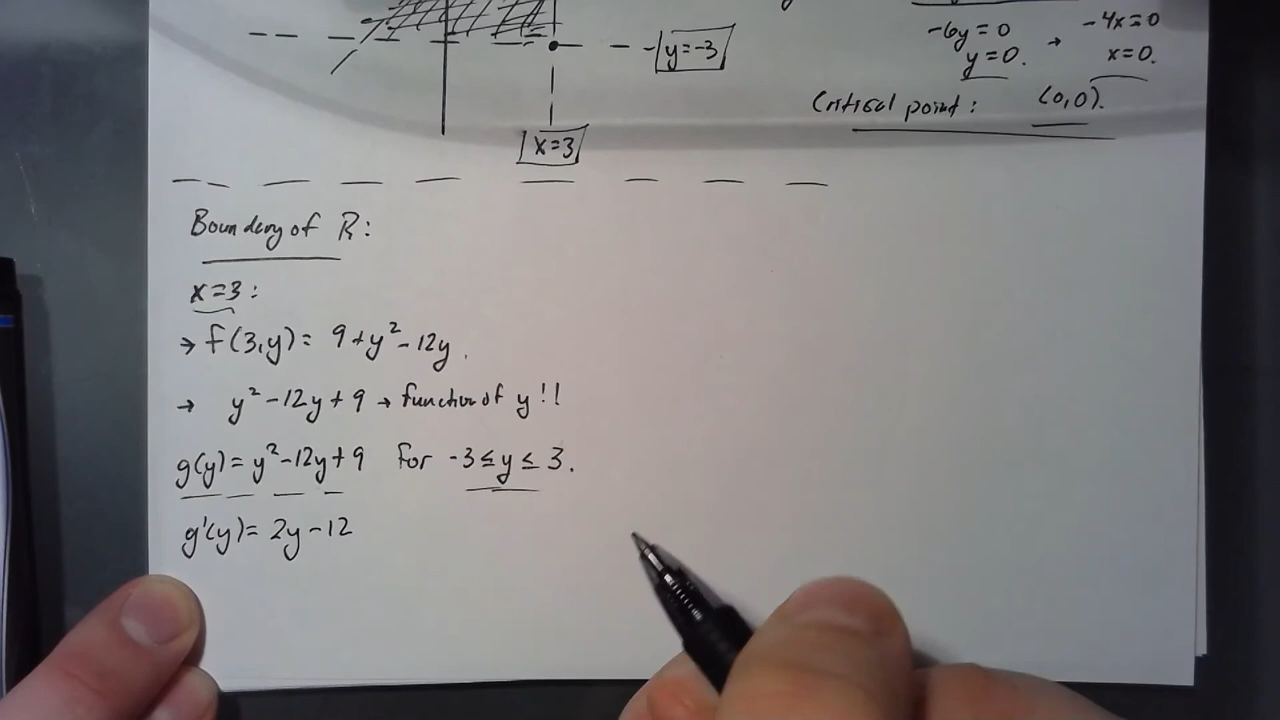 -6y=0 → -4x=0
y=0. x=0.
y=-3
Critical point: (0,0).
x=3
Boundary of R:
x=3:
→ f(3,y)= 9+y²-12y.
→ y²-12y+9 → function of y!!
g(y)=y²-12y+9 for -3≤y≤3.
g'(y)= 2y-12